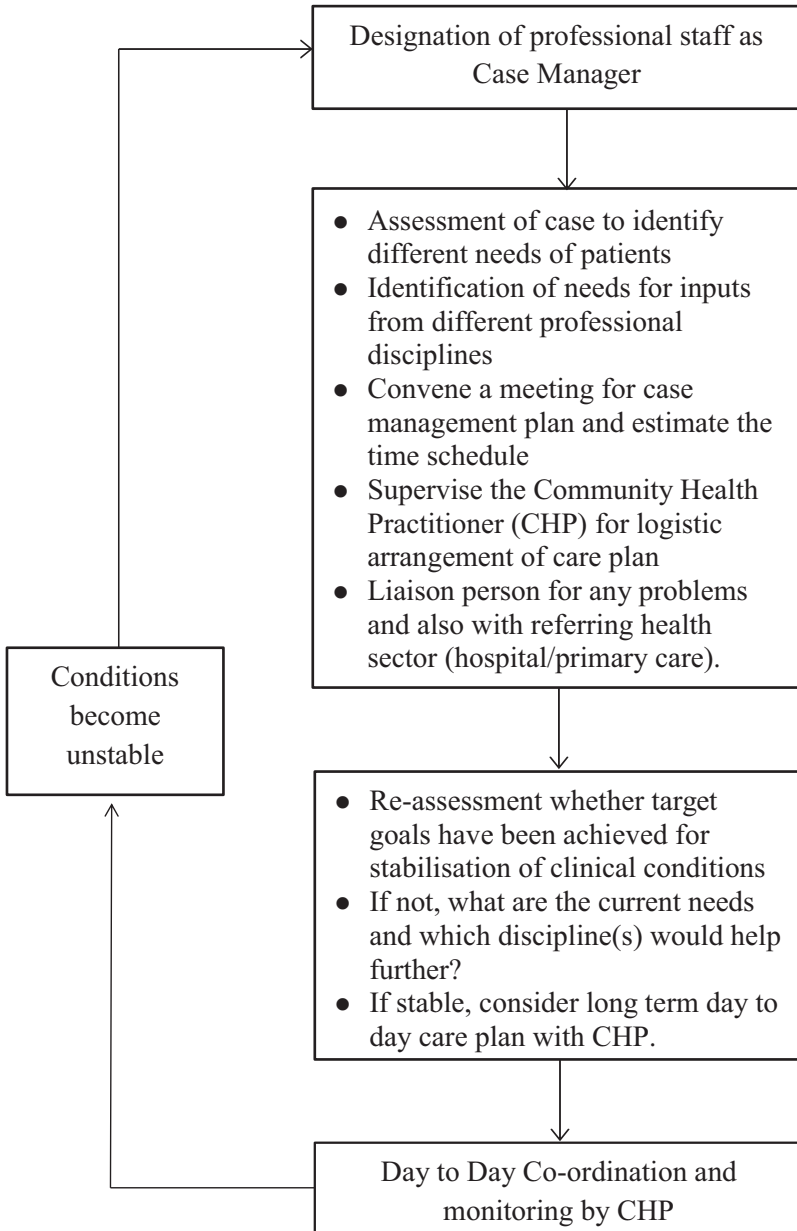 Designation of professional staff as
Case Manager
● Assessment of case to identify
different needs of patients
● Identification of needs for inputs
from different professional
disciplines
● Convene a meeting for case
management plan and estimate the
time schedule
● Supervise the Community Health
Practitioner (CHP) for logistic
arrangement of care plan
● Liaison person for any problems
and also with referring health
sector (hospital/primary care).
Conditions
become
unstable
● Re-assessment whether target
goals have been achieved for
stabilisation of clinical conditions
● If not, what are the current needs
and which discipline(s) would help
further?
● If stable, consider long term day to
day care plan with CHP.
Day to Day Co-ordination and
monitoring by CHP